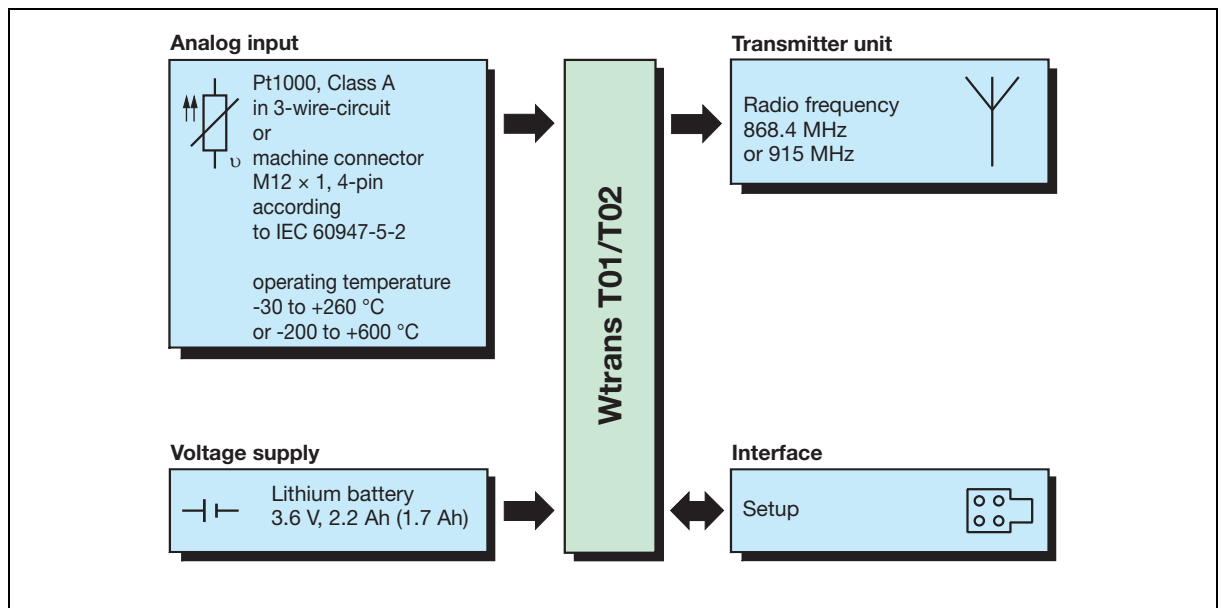 Analog input
Pt1000, Class A
in 3-wire-circuit
or
machine connector
M12 × 1, 4-pin
according
to IEC 60947-5-2
operating temperature
-30 to +260 °C
or -200 to +600 °C
υ
Voltage supply
Lithium battery
3.6 V, 2.2 Ah (1.7 Ah)
Wtrans T01/T02
Transmitter unit
Radio frequency
868.4 MHz
or 915 MHz
Interface
Setup